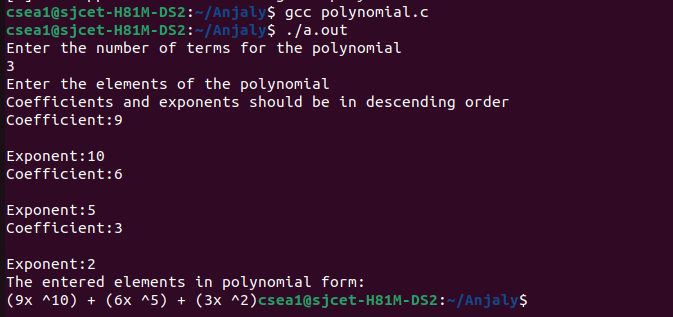 csea1@sjcet-H81M-DS2:~/Anjaly$ gcc polynomial.c
csea1@sjcet-H81M-DS2:~/Anjaly$ ./a.out
Enter the number of terms for the polynomial
3
Enter the elements of the polynomial
Coefficients and exponents should be in descending order
Coefficient:9
Exponent:10
Coefficient:6
Exponent:5
Coefficient:3
Exponent:2
The entered elements in polynomial form:
(9x ^10) + (6x ^5) + (3x ^2)csea1@sjcet-H81M-DS2:~/Anjaly$